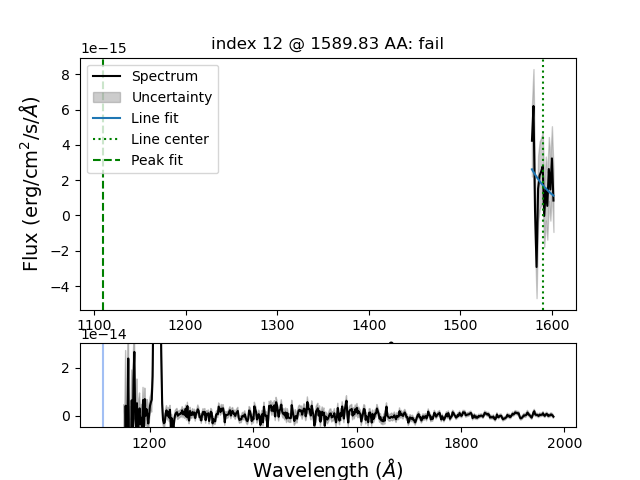 index 12 @ 1589.83 AA: fail
1e−15
Spectrum
Uncertainty
Line fit
Line center
Peak fit
Flux (erg/cm²/s/Å)
8
6
4
2
0
−2
−4
1100 1200 1300 1400 1500 1600
1e−14
2
0
1200 1400 1600 1800 2000
Wavelength (Å)